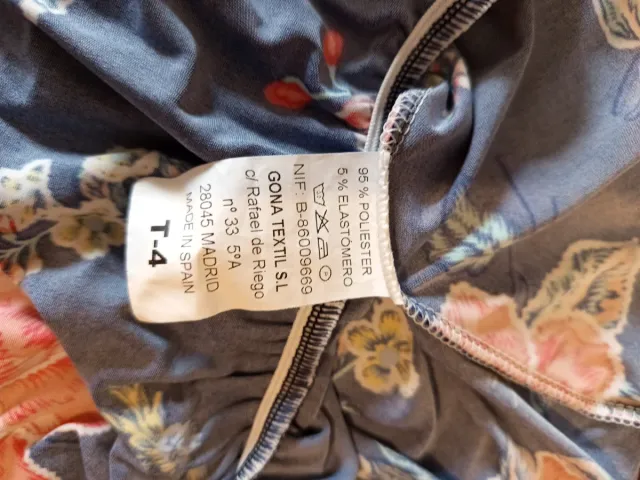 95 % POLIESTER
5 % ELASTÓMERO
NIF: B-86009669
GONA TEXTIL S.L
c/ Rafael de Riego
nº 33 5ºA
28045 MADRID
MADE IN SPAIN
T-4